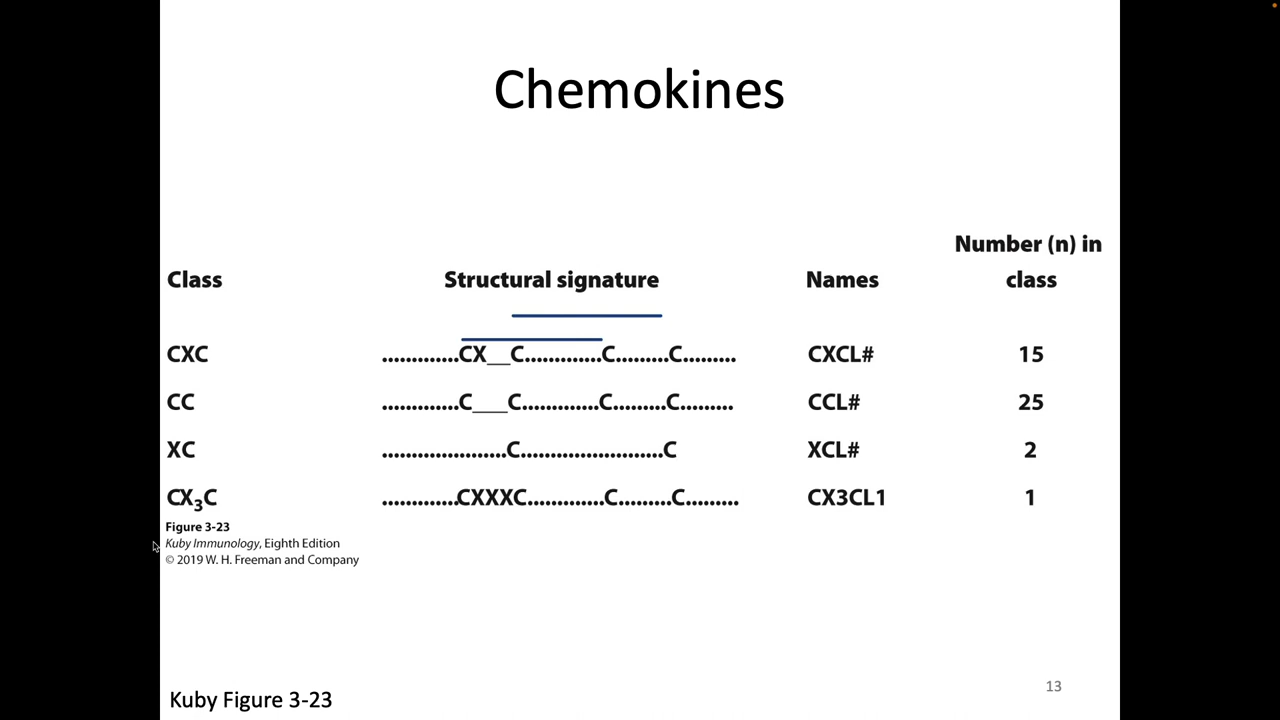 Chemokines
Number (n) in
Class Structural signature Names class
CXC .............CX__C.............C.........C......... CXCL# 15
CC .............C___C.............C.........C......... CCL# 25
XC .....................C........................C XCL# 2
CX₃C .............CXXXC.............C.........C......... CX3CL1 1
Figure 3-23
Kuby Immunology, Eighth Edition
© 2019 W. H. Freeman and Company
13
Kuby Figure 3-23